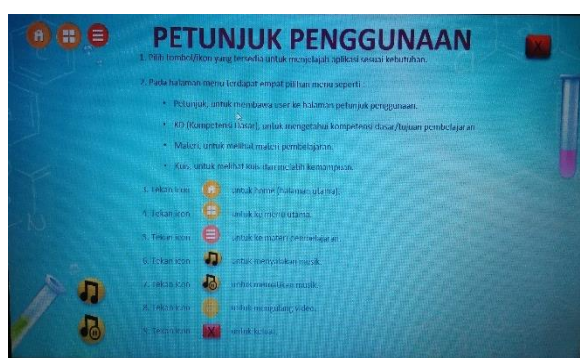 PETUNJUK PENGGUNAAN
X
1. Pilih tombol/ikon yang tersedia untuk menjelajah aplikasi sesuai kebutuhan.
2. Pada halaman menu terdapat empat pilihan menu seperti :
• Petunjuk, untuk membawa user ke halaman petunjuk penggunaan.
• KD (Kompetensi Dasar), untuk mengetahui kompetensi dasar/tujuan pembelajaran
• Materi, untuk melihat materi pembelajaran.
• Kuis, untuk melihat kuis dan melatih kemampuan.
3. Tekan icon untuk home (halaman utama).
4. Tekan icon untuk ke menu utama.
5. Tekan icon untuk ke materi pembelajaran.
6. Tekan icon untuk menyalakan musik.
7. Tekan icon untuk mematikan musik.
8. Tekan icon untuk mengulang video.
9. Tekan icon X untuk keluar.